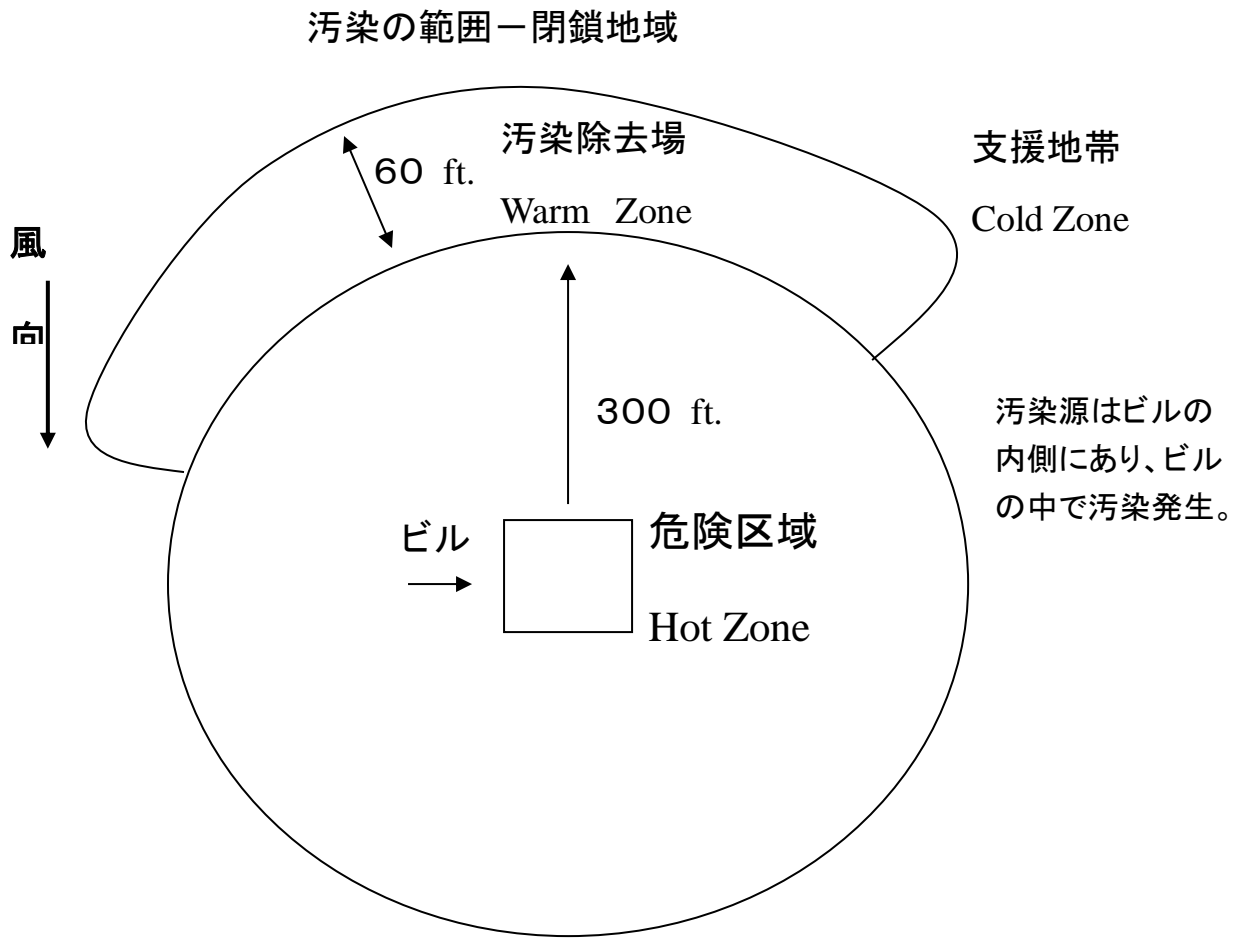 汚染の範囲－閉鎖地域
汚染除去場
６０ ft.
Warm Zone
支援地帯
Cold Zone
風
向
３００ ft.
汚染源はビルの
内側にあり、ビル
の中で汚染発生。
ビル
危険区域
Hot Zone